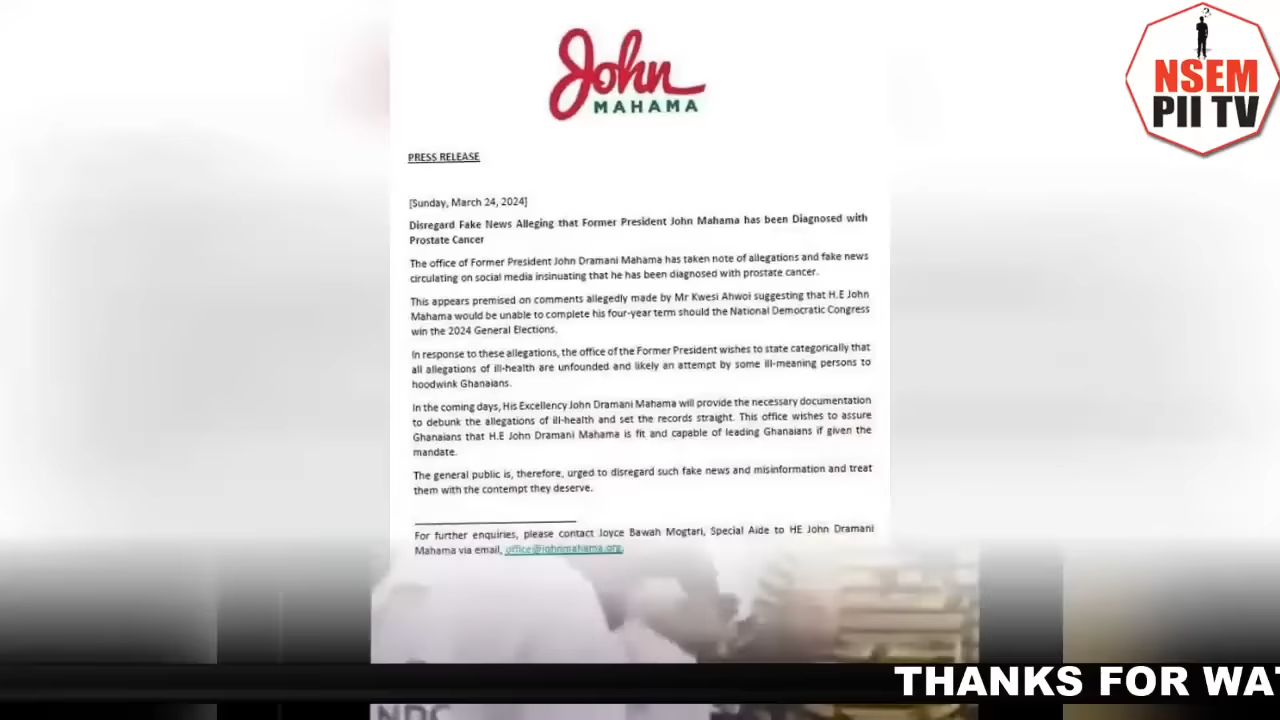 John
MAHAMA
NSEM
PII TV
PRESS RELEASE
[Sunday, March 24, 2024]
Disregard Fake News Alleging that Former President John Mahama has been Diagnosed with
Prostate Cancer
The office of Former President John Dramani Mahama has taken note of allegations and fake news
circulating on social media insinuating that he has been diagnosed with prostate cancer.
This appears premised on comments allegedly made by Mr Kwesi Ahwoi suggesting that H.E John
Mahama would be unable to complete his four-year term should the National Democratic Congress
win the 2024 General Elections.
In response to these allegations, the office of the Former President wishes to state categorically that
all allegations of ill-health are unfounded and likely an attempt by some ill-meaning persons to
hoodwink Ghanaians.
In the coming days, His Excellency John Dramani Mahama will provide the necessary documentation
to debunk the allegations of ill-health and set the records straight. This office wishes to assure
Ghanaians that H.E John Dramani Mahama is fit and capable of leading Ghanaians if given the
mandate.
The general public is, therefore, urged to disregard such fake news and misinformation and treat
them with the contempt they deserve.
For further enquiries, please contact Joyce Bawah Mogtari, Special Aide to HE John Dramani
Mahama via email, office@johnmahama.org.
THANKS FOR WAT
NDC